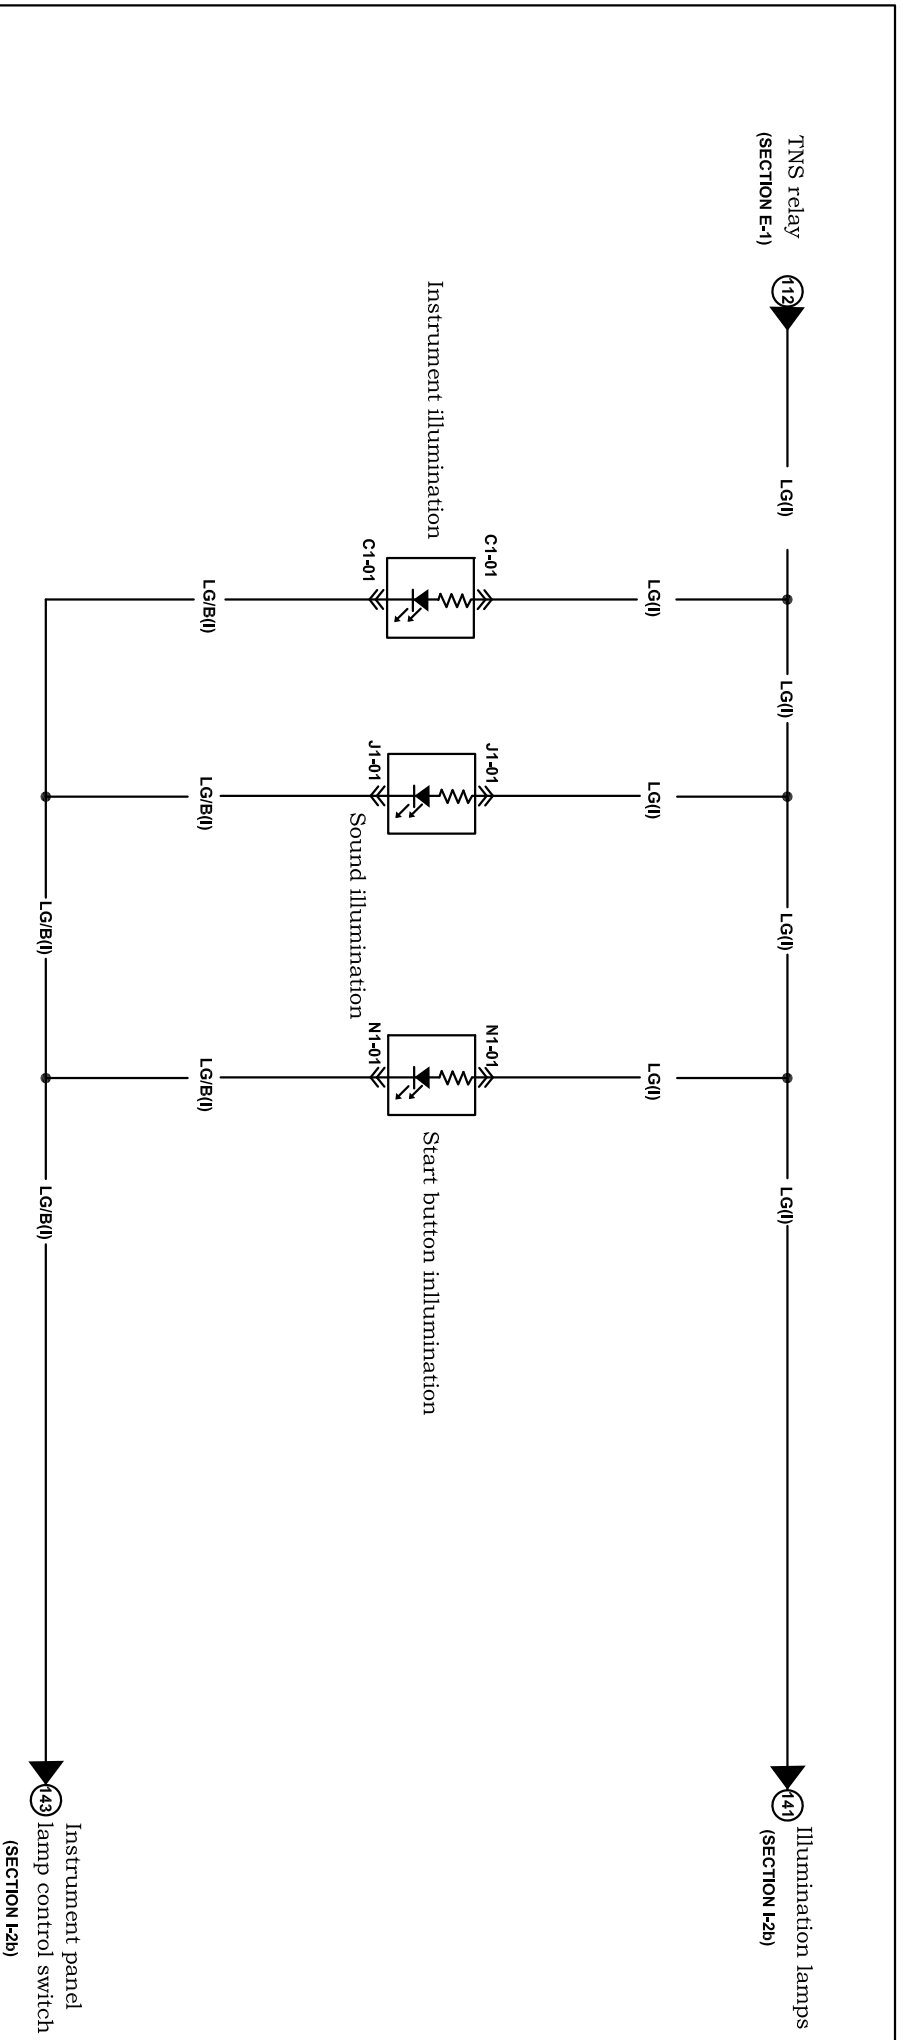 TNS relay
(SECTION E-1)
112
LG(I)
LG(I)
LG(I)
LG(I)
141
Illumination lamps
(SECTION I-2b)
LG(I)
LG(I)
LG(I)
Instrument illumination
C1-01
C1-01
J1-01
J1-01
Sound illumination
N1-01
N1-01
Start button inllumination
LG/B(I)
LG/B(I)
LG/B(I)
LG/B(I)
LG/B(I)
143
Instrument panel
lamp control switch
(SECTION I-2b)